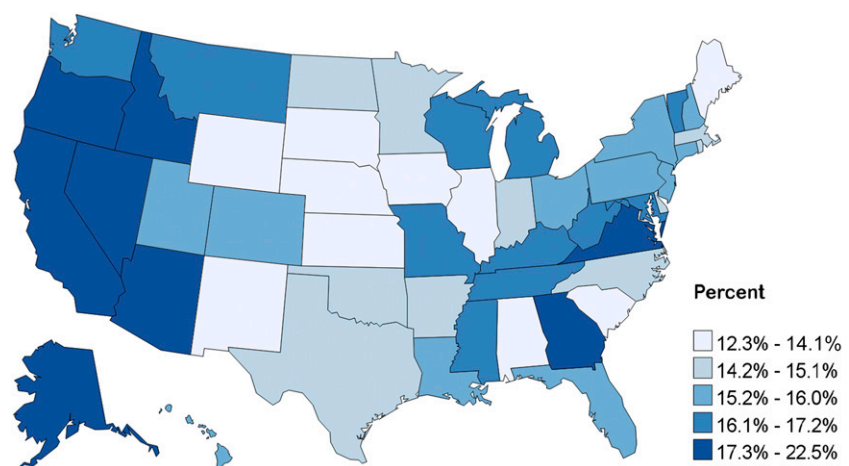 Percent
12.3% - 14.1%
14.2% - 15.1%
15.2% - 16.0%
16.1% - 17.2%
17.3% - 22.5%